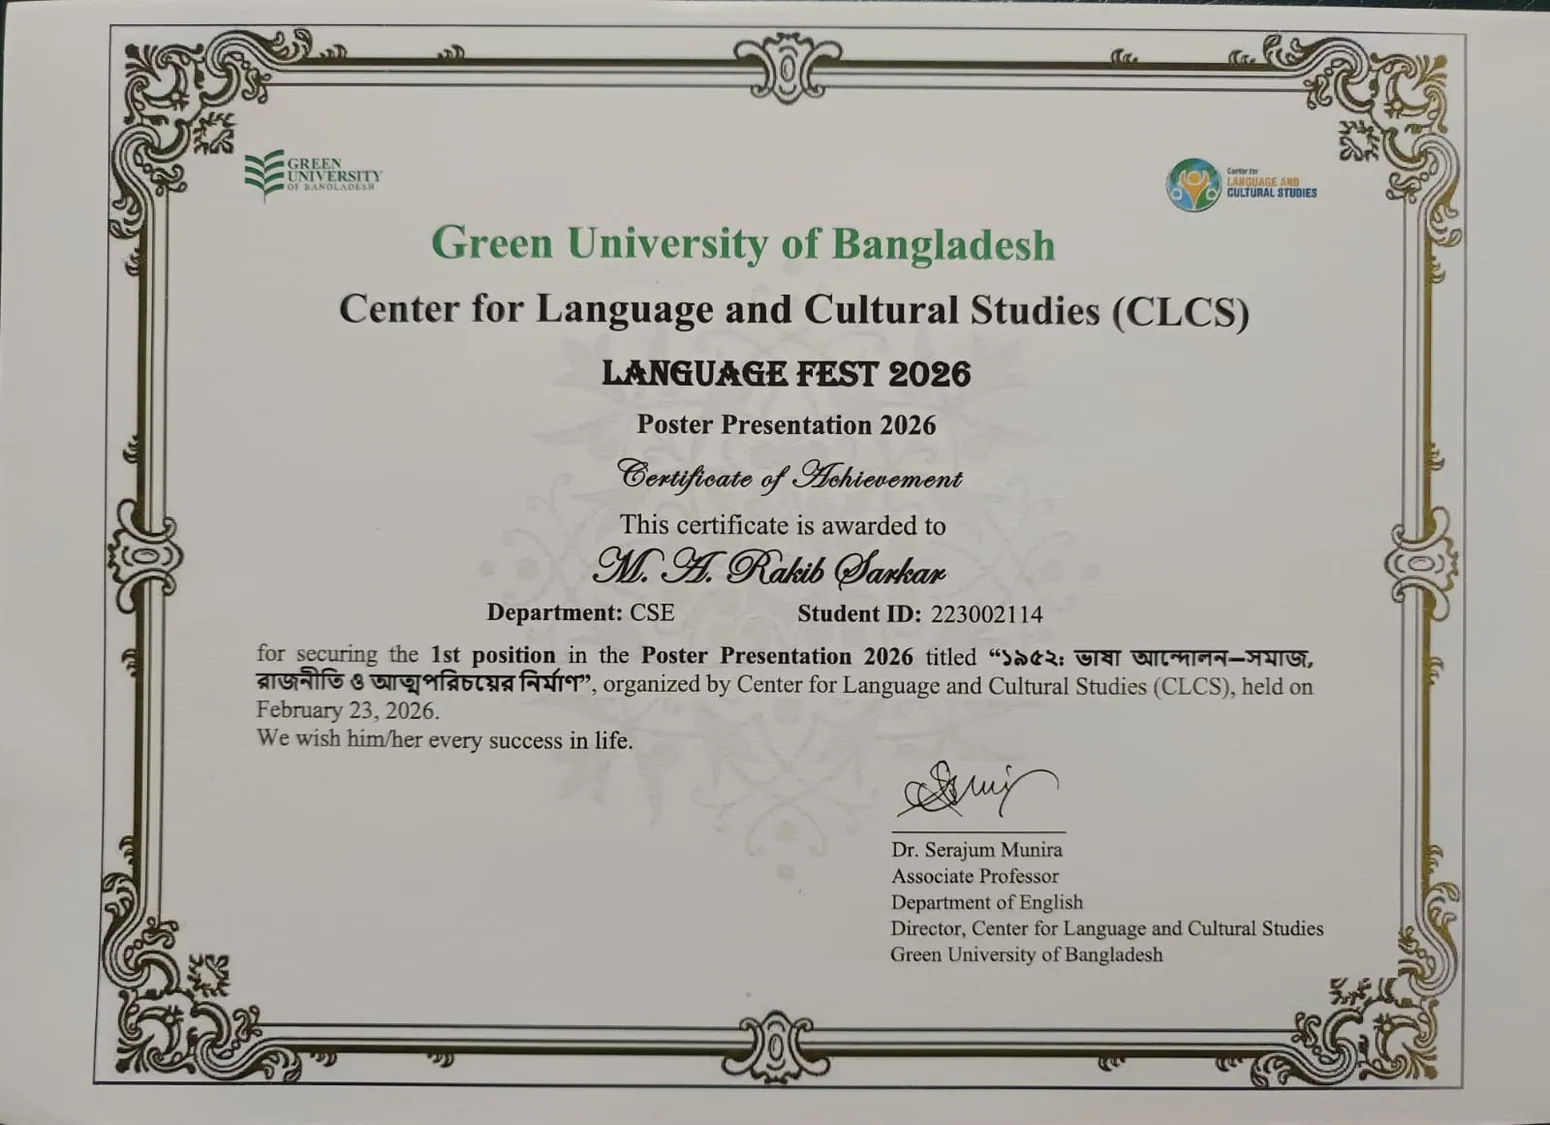 GREEN
UNIVERSITY
OF BANGLADESH
Center for
LANGUAGE AND
CULTURAL STUDIES
Green University of Bangladesh
Center for Language and Cultural Studies (CLCS)
LANGUAGE FEST 2026
Poster Presentation 2026
Certificate of Achievement
This certificate is awarded to
M. A. Rakib Sarkar
Department: CSE Student ID: 223002114
for securing the 1st position in the Poster Presentation 2026 titled “১৯৫২: ভাষা আন্দোলন–সমাজ,
রাজনীতি ও আত্মপরিচয়ের নির্মাণ”, organized by Center for Language and Cultural Studies (CLCS), held on
February 23, 2026.
We wish him/her every success in life.
Dr. Serajum Munira
Associate Professor
Department of English
Director, Center for Language and Cultural Studies
Green University of Bangladesh